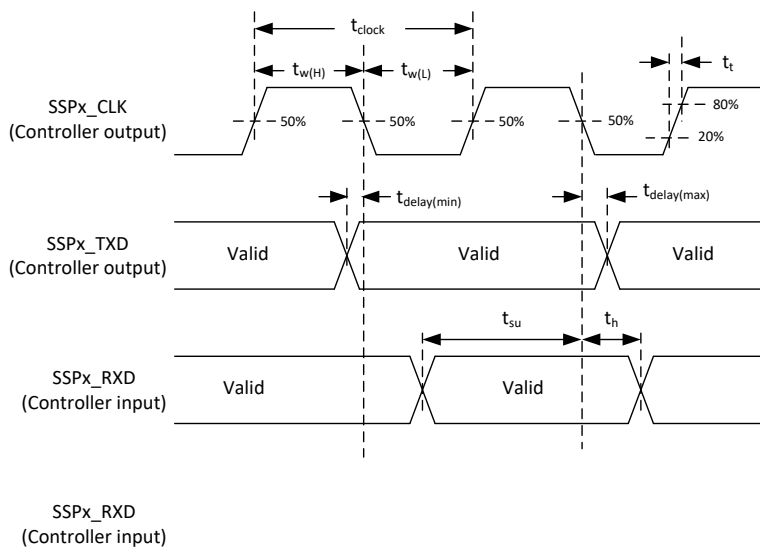 t_clock
t_w(H) t_w(L) t_t
SSPx_CLK
(Controller output)
50% 50% 50% 50% 80%
20%
t_delay(min) t_delay(max)
SSPx_TXD
(Controller output)
Valid Valid Valid
t_su t_h
SSPx_RXD
(Controller input)
Valid Valid
SSPx_RXD
(Controller input)